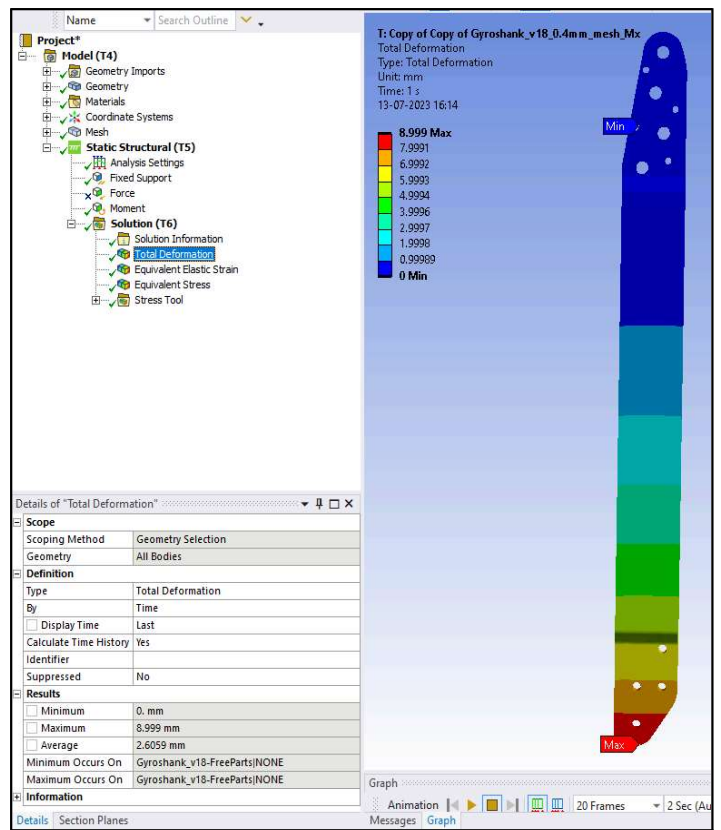 Name
Search Outline
Project*
Model (T4)
Geometry Imports
Geometry
Materials
Coordinate Systems
Mesh
Static Structural (T5)
Analysis Settings
Fixed Support
Force
Moment
Solution (T6)
Solution Information
Total Deformation
Equivalent Elastic Strain
Equivalent Stress
Stress Tool
Details of "Total Deformation"
Scope
Scoping Method Geometry Selection
Geometry All Bodies
Definition
Type Total Deformation
By Time
Display Time Last
Calculate Time History Yes
Identifier
Suppressed No
Results
Minimum 0. mm
Maximum 8.999 mm
Average 2.6059 mm
Minimum Occurs On Gyroshank_v18-FreeParts|NONE
Maximum Occurs On Gyroshank_v18-FreeParts|NONE
Information
Details Section Planes
T: Copy of Copy of Gyroshank_v18_0.4mm_mesh_Mx
Total Deformation
Type: Total Deformation
Unit: mm
Time: 1 s
13-07-2023 16:14
8.999 Max
7.9991
6.9992
5.9993
4.9994
3.9996
2.9997
1.9998
0.99989
0 Min
Min
Max
Graph
Animation 20 Frames 2 Sec (Au
Messages Graph